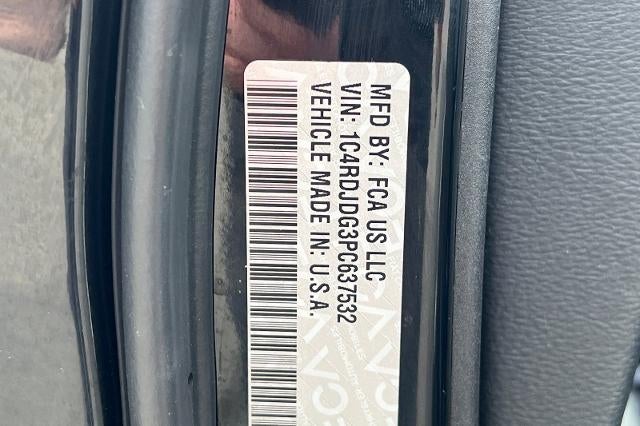 MFD BY: FCA US LLC
VIN: 1C4RDJDG3PC637532
VEHICLE MADE IN: U.S.A.